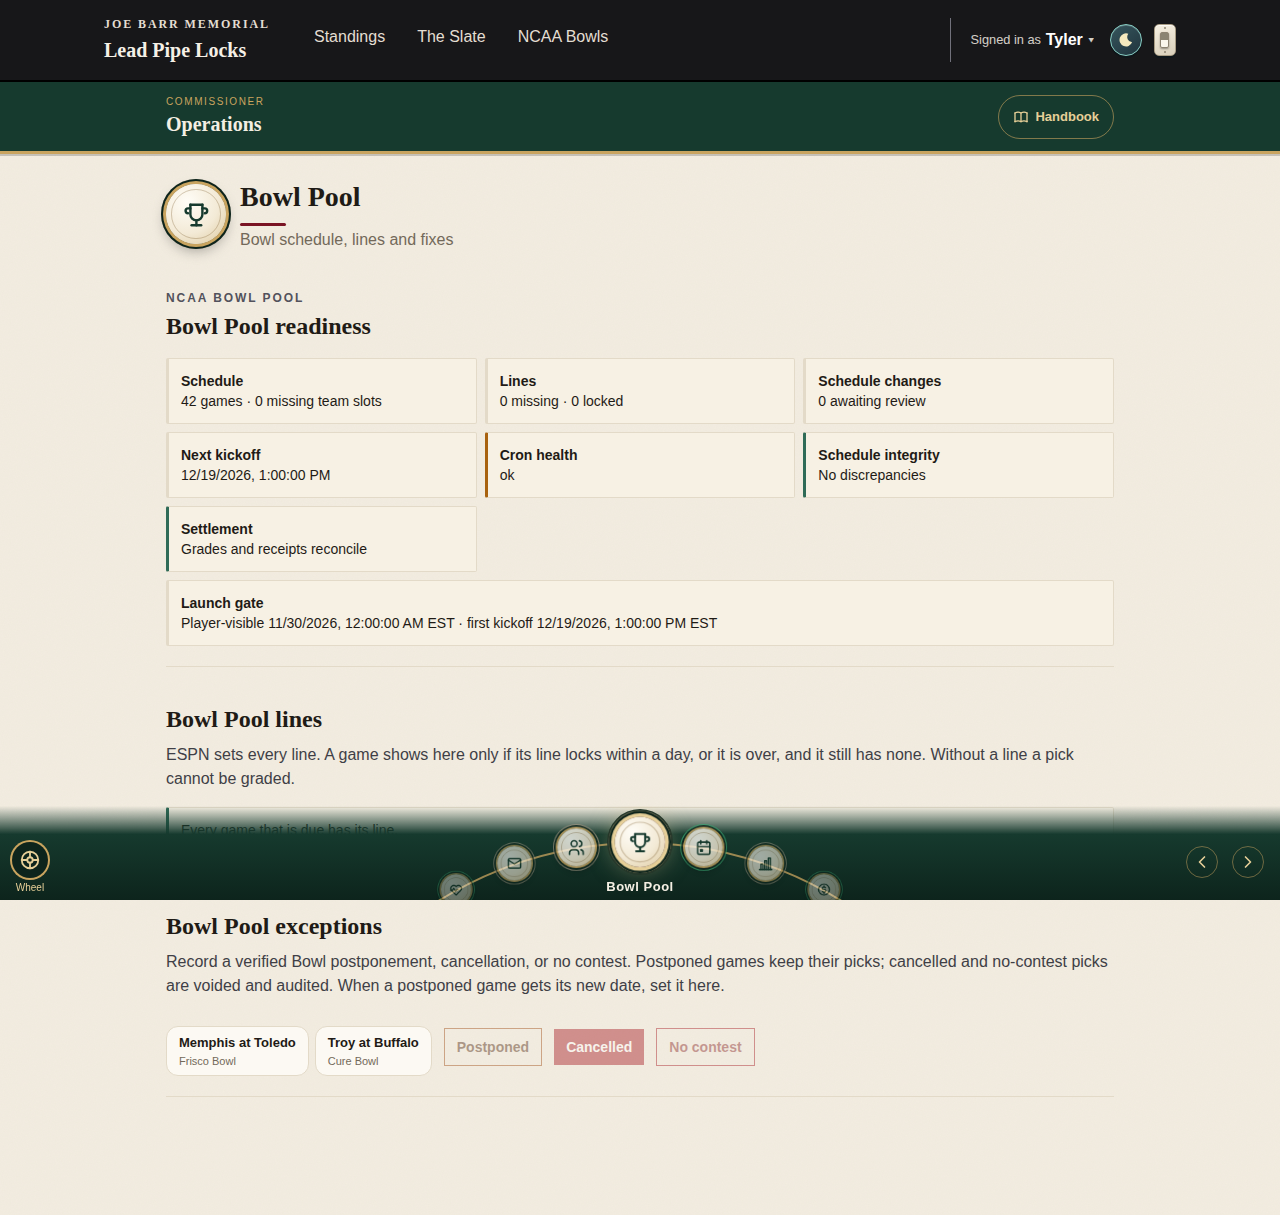 JOE BARR MEMORIAL
Lead Pipe Locks
Standings
The Slate
NCAA Bowls
Signed in as Tyler
COMMISSIONER
Operations
Handbook
Bowl Pool
Bowl schedule, lines and fixes
NCAA BOWL POOL
Bowl Pool readiness
Schedule
42 games · 0 missing team slots
Lines
0 missing · 0 locked
Schedule changes
0 awaiting review
Next kickoff
12/19/2026, 1:00:00 PM
Cron health
ok
Schedule integrity
No discrepancies
Settlement
Grades and receipts reconcile
Launch gate
Player-visible 11/30/2026, 12:00:00 AM EST · first kickoff 12/19/2026, 1:00:00 PM EST
Bowl Pool lines
ESPN sets every line. A game shows here only if its line locks within a day, or it is over, and it still has none. Without a line a pick
cannot be graded.
Every game that is due has its line.
Wheel
Bowl Pool
Bowl Pool exceptions
Record a verified Bowl postponement, cancellation, or no contest. Postponed games keep their picks; cancelled and no-contest picks
are voided and audited. When a postponed game gets its new date, set it here.
Memphis at Toledo
Frisco Bowl
Troy at Buffalo
Cure Bowl
Postponed
Cancelled
No contest